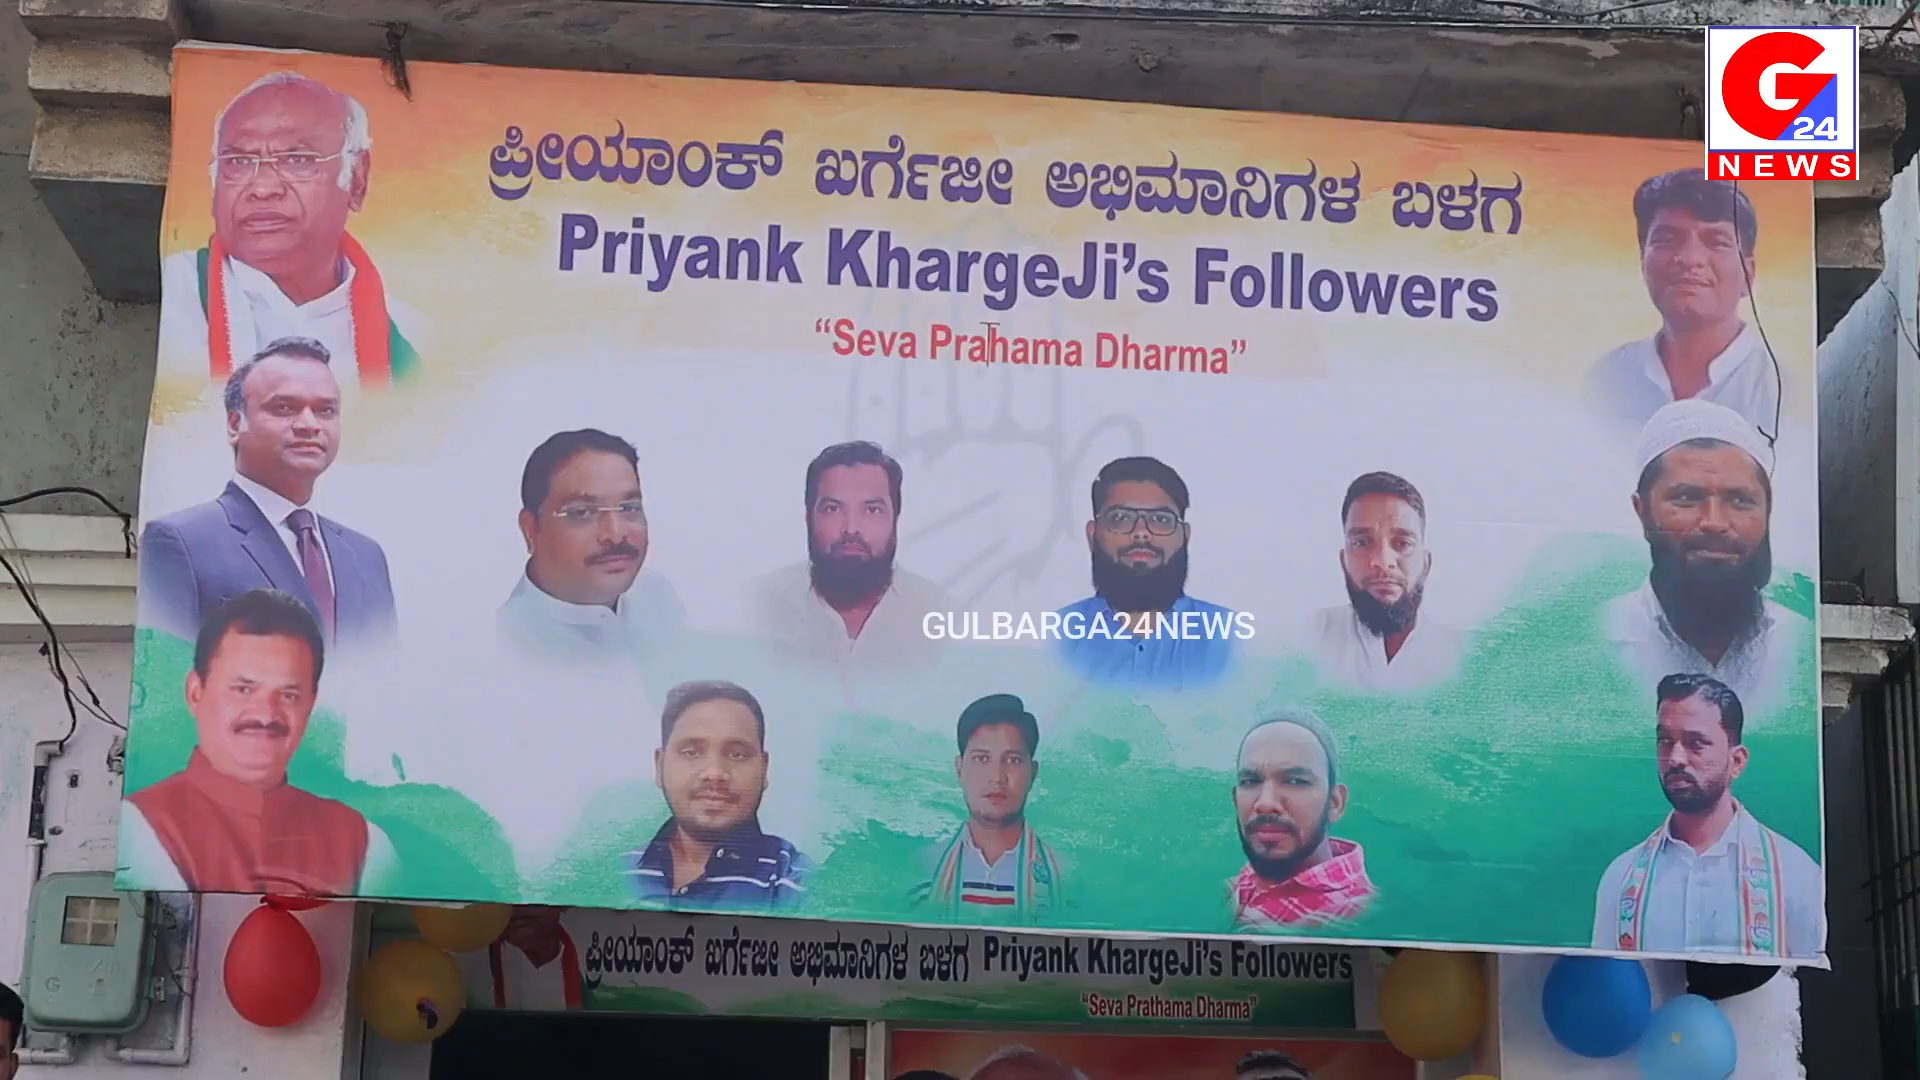 G
24
NEWS
ಪ್ರೀಯಾಂಕ್ ಖರ್ಗೆಜೀ ಅಭಿಮಾನಿಗಳ ಬಳಗ
Priyank KhargeJi's Followers
“Seva Prathama Dharma”
GULBARGA24NEWS
ಪ್ರೀಯಾಂಕ್ ಖರ್ಗೆಜೀ ಅಭಿಮಾನಿಗಳ ಬಳಗ Priyank KhargeJi's Followers
“Seva Prathama Dharma”